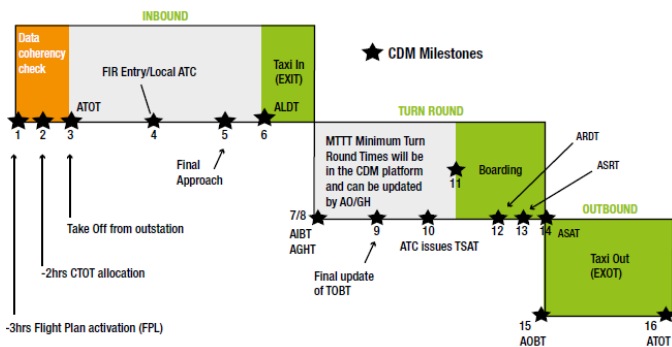 INBOUND
Data
coherency
check
CDM Milestones
FIR Entry/Local ATC
Taxi In
(EXIT)
ATOT
ALDT
1
2
3
4
5
6
TURN ROUND
Final
Approach
MTTT Minimum Turn
Round Times will be
in the CDM platform
and can be updated
by AO/GH
11
Boarding
ARDT
ASRT
OUTBOUND
Take Off from outstation
7/8
AIBT
AGHT
9
10
ATC issues TSAT
12
13
14
ASAT
-2hrs CTOT allocation
Final update
of TOBT
Taxi Out
(EXOT)
-3hrs Flight Plan activation (FPL)
15
AOBT
16
ATOT